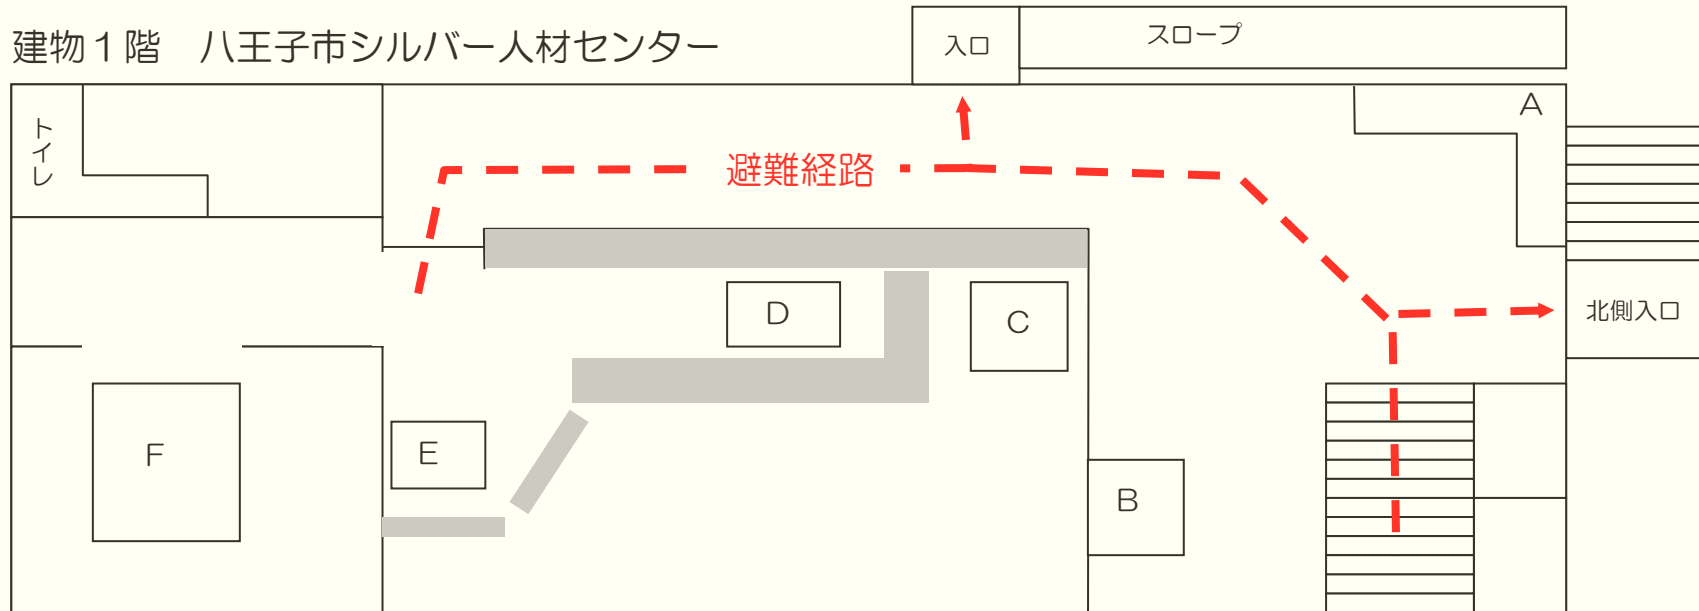 建物１階　八王子市シルバー人材センター
入口
スロープ
A
トイレ
避難経路
D
C
北側入口
F
E
B